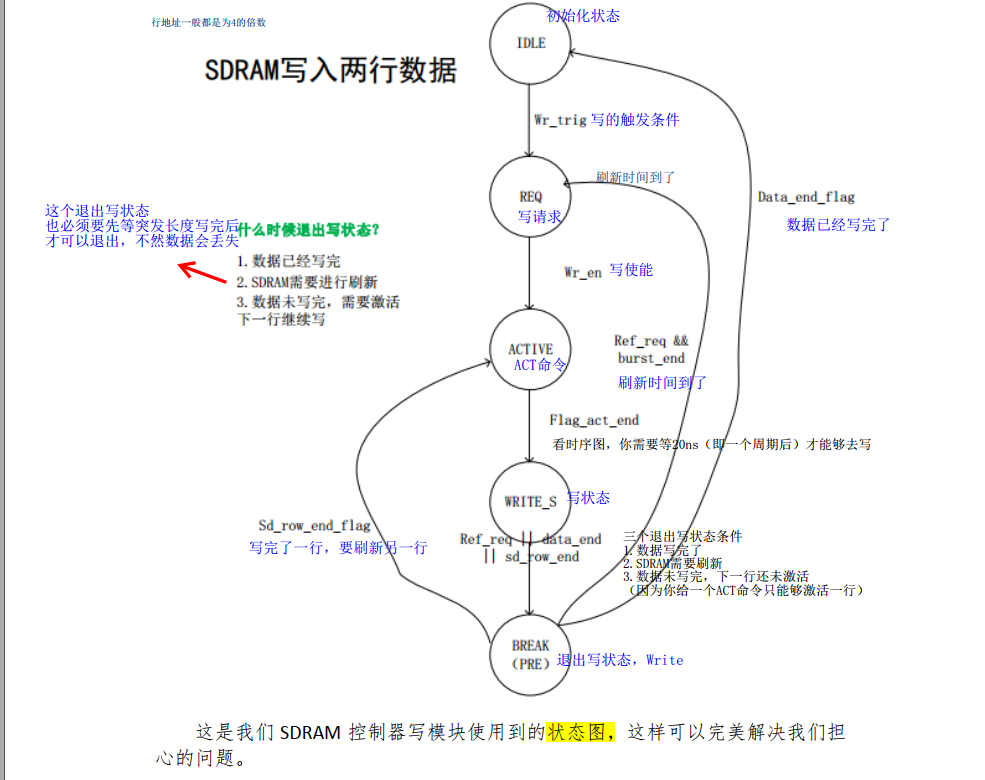 行地址一般都是为4的倍数
初始化状态
IDLE
SDRAM写入两行数据
Wr_trig 写的触发条件
刷新时间到了
REQ
写请求
Data_end_flag
数据已经写完了
这个退出写状态
也必须要先等突发长度写完后
才可以退出，不然数据会丢失
什么时候退出写状态?
1.数据已经写完
2.SDRAM需要进行刷新
3.数据未写完，需要激活
下一行继续写
Wr_en 写使能
ACTIVE
ACT命令
Ref_req &&
burst_end
刷新时间到了
Flag_act_end
看时序图，你需要等20ns（即一个周期后）才能够去写
WRITE_S 写状态
Sd_row_end_flag
写完了一行，要刷新另一行
Ref_req || data_end
|| sd_row_end
三个退出写状态条件
1.数据写完了
2.SDRAM需要刷新
3.数据未写完，下一行还未激活
（因为你给一个ACT命令只能够激活一行）
BREAK
(PRE)
退出写状态，Write
这是我们 SDRAM 控制器写模块使用到的状态图，这样可以完美解决我们担
心的问题。